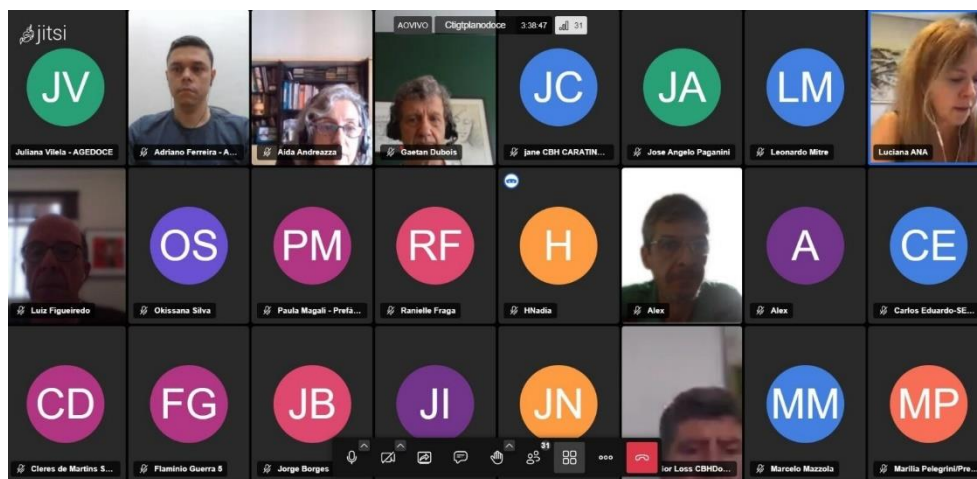 jitsi
AOVIVO Ctigtplanodoce 3:38:47 31
JV JC JA LM
Juliana Vilela - AGEDOCE Adriano Ferreira - A... Aida Andreazza Gaetan Dubois jane CBH CARATIN... Jose Angelo Paganini Leonardo Mitre Luciana ANA
OS PM RF H A CE
Luiz Figueiredo Okissana Silva Paula Magali - Prefá... Ranielle Fraga HNadia Alex Alex Carlos Eduardo-SE...
CD FG JB JI JN MM MP
31
Cleres de Martins S... Flaminio Guerra 5 Jorge Borges ior Loss CBHDo... Marcelo Mazzola Marilia Pelegrini/Pre...